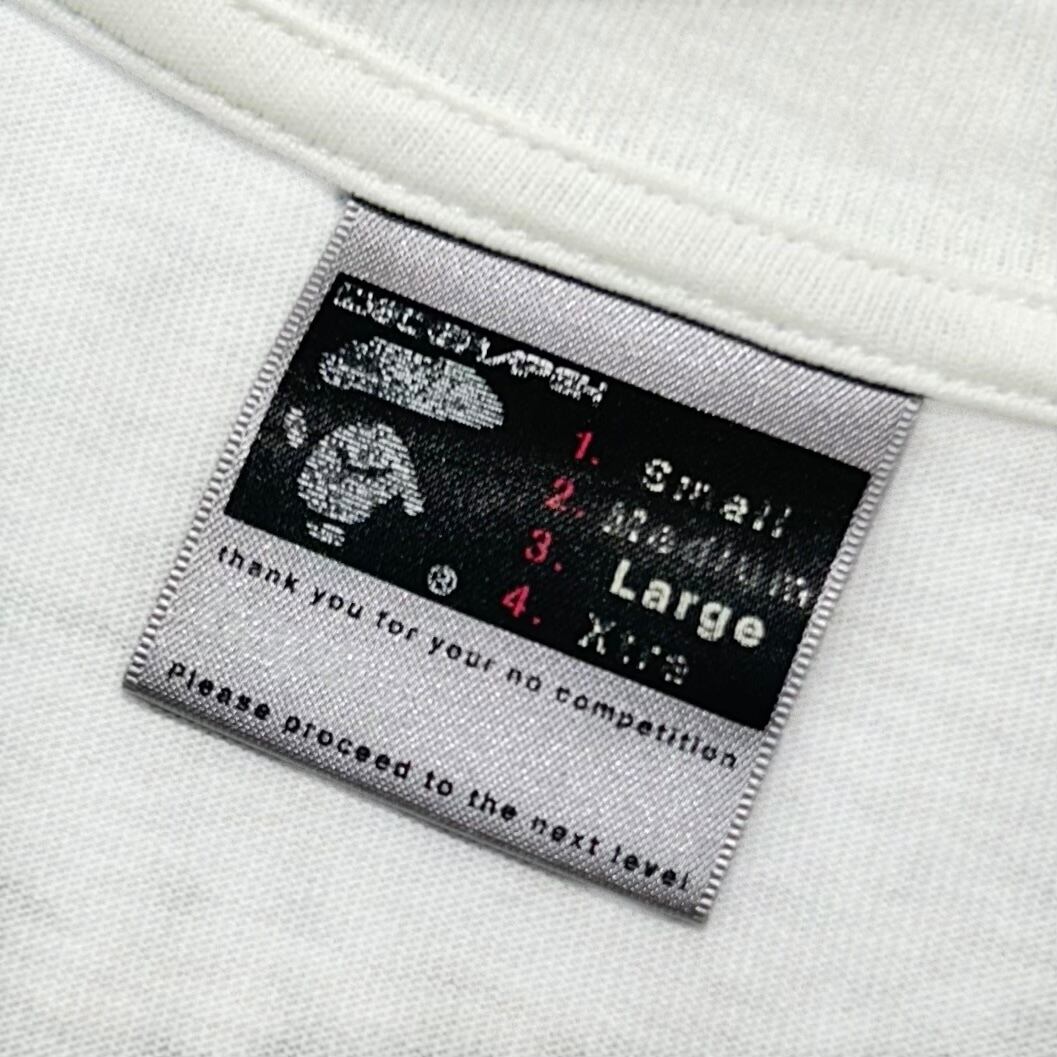 1. Small
2. Medium
3. Large
4. Xtra
®
thank you for your no competition
Please proceed to the next level